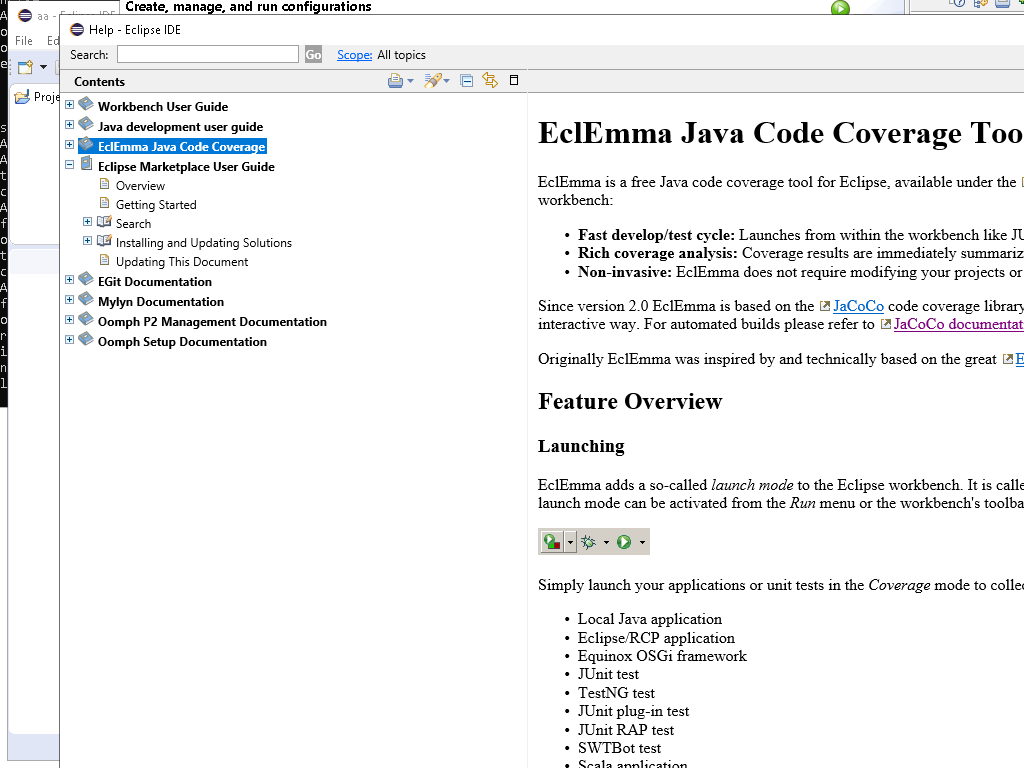 Create, manage, and run configurations
aa - Eclipse IDE
File Ed
Proje
Help - Eclipse IDE
Search: Go Scope: All topics
Contents
Workbench User Guide
Java development user guide
EclEmma Java Code Coverage
Eclipse Marketplace User Guide
Overview
Getting Started
Search
Installing and Updating Solutions
Updating This Document
EGit Documentation
Mylyn Documentation
Oomph P2 Management Documentation
Oomph Setup Documentation
EclEmma Java Code Coverage Too
EclEmma is a free Java code coverage tool for Eclipse, available under the
workbench:
• Fast develop/test cycle: Launches from within the workbench like JU
• Rich coverage analysis: Coverage results are immediately summariz
• Non-invasive: EclEmma does not require modifying your projects or
Since version 2.0 EclEmma is based on the JaCoCo code coverage library
interactive way. For automated builds please refer to JaCoCo documentati
Originally EclEmma was inspired by and technically based on the great E
Feature Overview
Launching
EclEmma adds a so-called launch mode to the Eclipse workbench. It is calle
launch mode can be activated from the Run menu or the workbench's toolba
Simply launch your applications or unit tests in the Coverage mode to collec
• Local Java application
• Eclipse/RCP application
• Equinox OSGi framework
• JUnit test
• TestNG test
• JUnit plug-in test
• JUnit RAP test
• SWTBot test
• Scala application